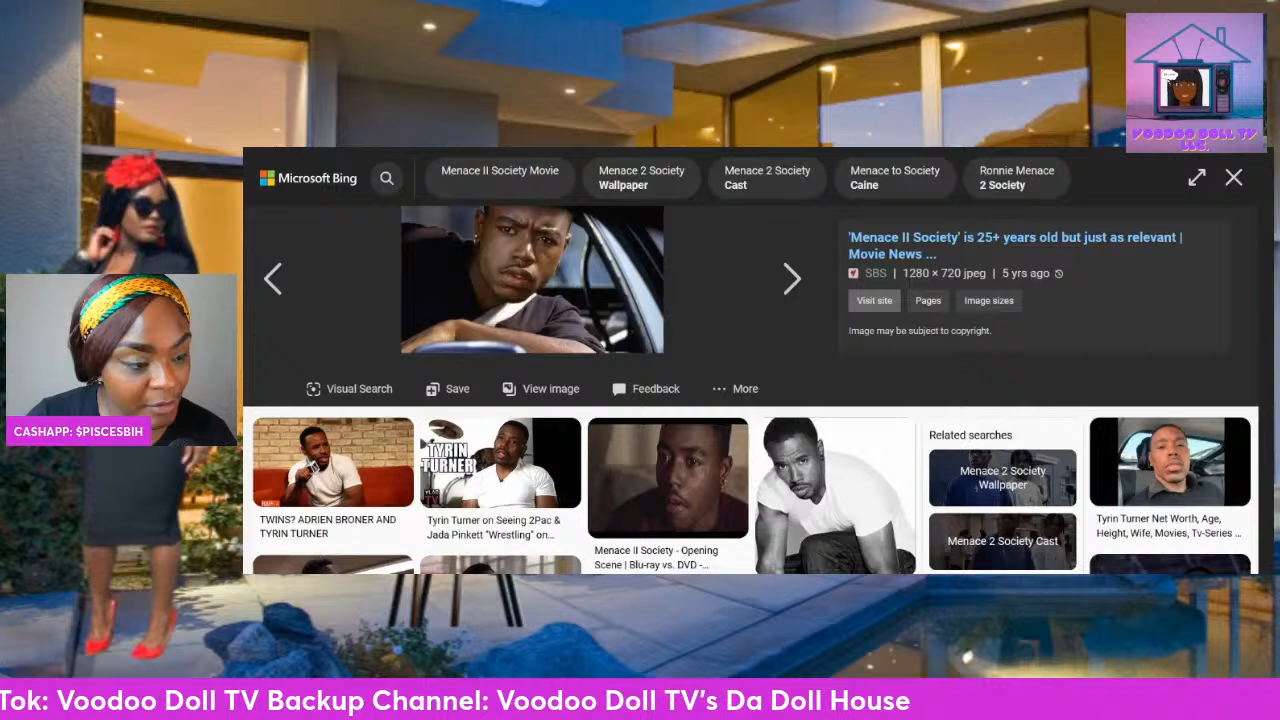 VOODOO DOLL TV
LLC.
Microsoft Bing
Menace II Society Movie
Menace 2 Society
Wallpaper
Menace 2 Society
Cast
Menace to Society
Caine
Ronnie Menace
2 Society
'Menace II Society' is 25+ years old but just as relevant |
Movie News ...
SBS | 1280 × 720 jpeg | 5 yrs ago
Visit site
Pages
Image sizes
Image may be subject to copyright.
Visual Search
Save
View image
Feedback
More
CASHAPP: $PISCESBIH
TWINS? ADRIEN BRONER AND
TYRIN TURNER
TYRIN
TURNER
VLAD
TV
Tyrin Turner on Seeing 2Pac &
Jada Pinkett "Wrestling" on...
Menace II Society - Opening
Scene | Blu-ray vs. DVD -...
Related searches
Menace 2 Society
Wallpaper
Menace 2 Society Cast
Tyrin Turner Net Worth, Age,
Height, Wife, Movies, Tv-Series ...
Tok: Voodoo Doll TV Backup Channel: Voodoo Doll TV's Da Doll House